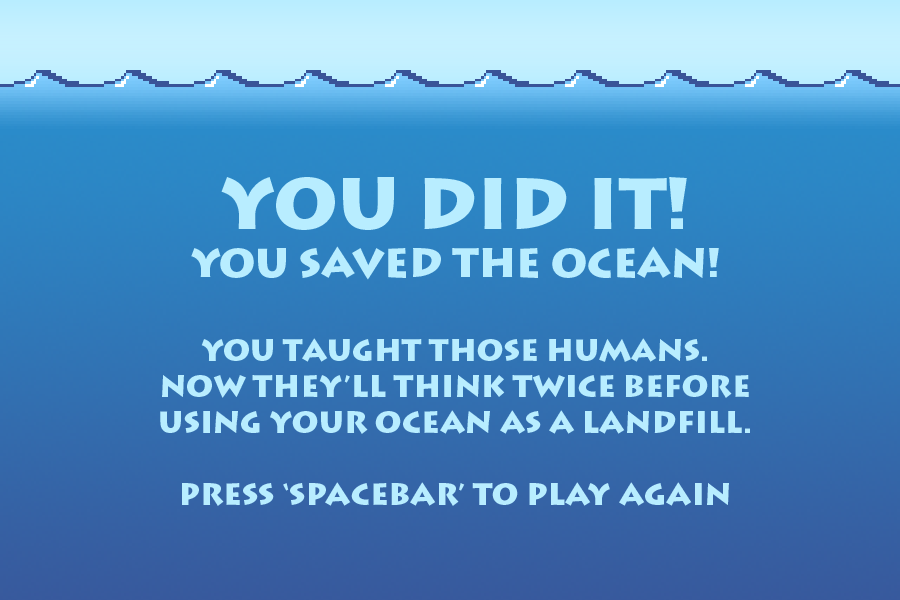 YOU DID IT!
YOU SAVED THE OCEAN!
YOU TAUGHT THOSE HUMANS.
NOW THEY'LL THINK TWICE BEFORE
USING YOUR OCEAN AS A LANDFILL.
PRESS ‘SPACEBAR’ TO PLAY AGAIN